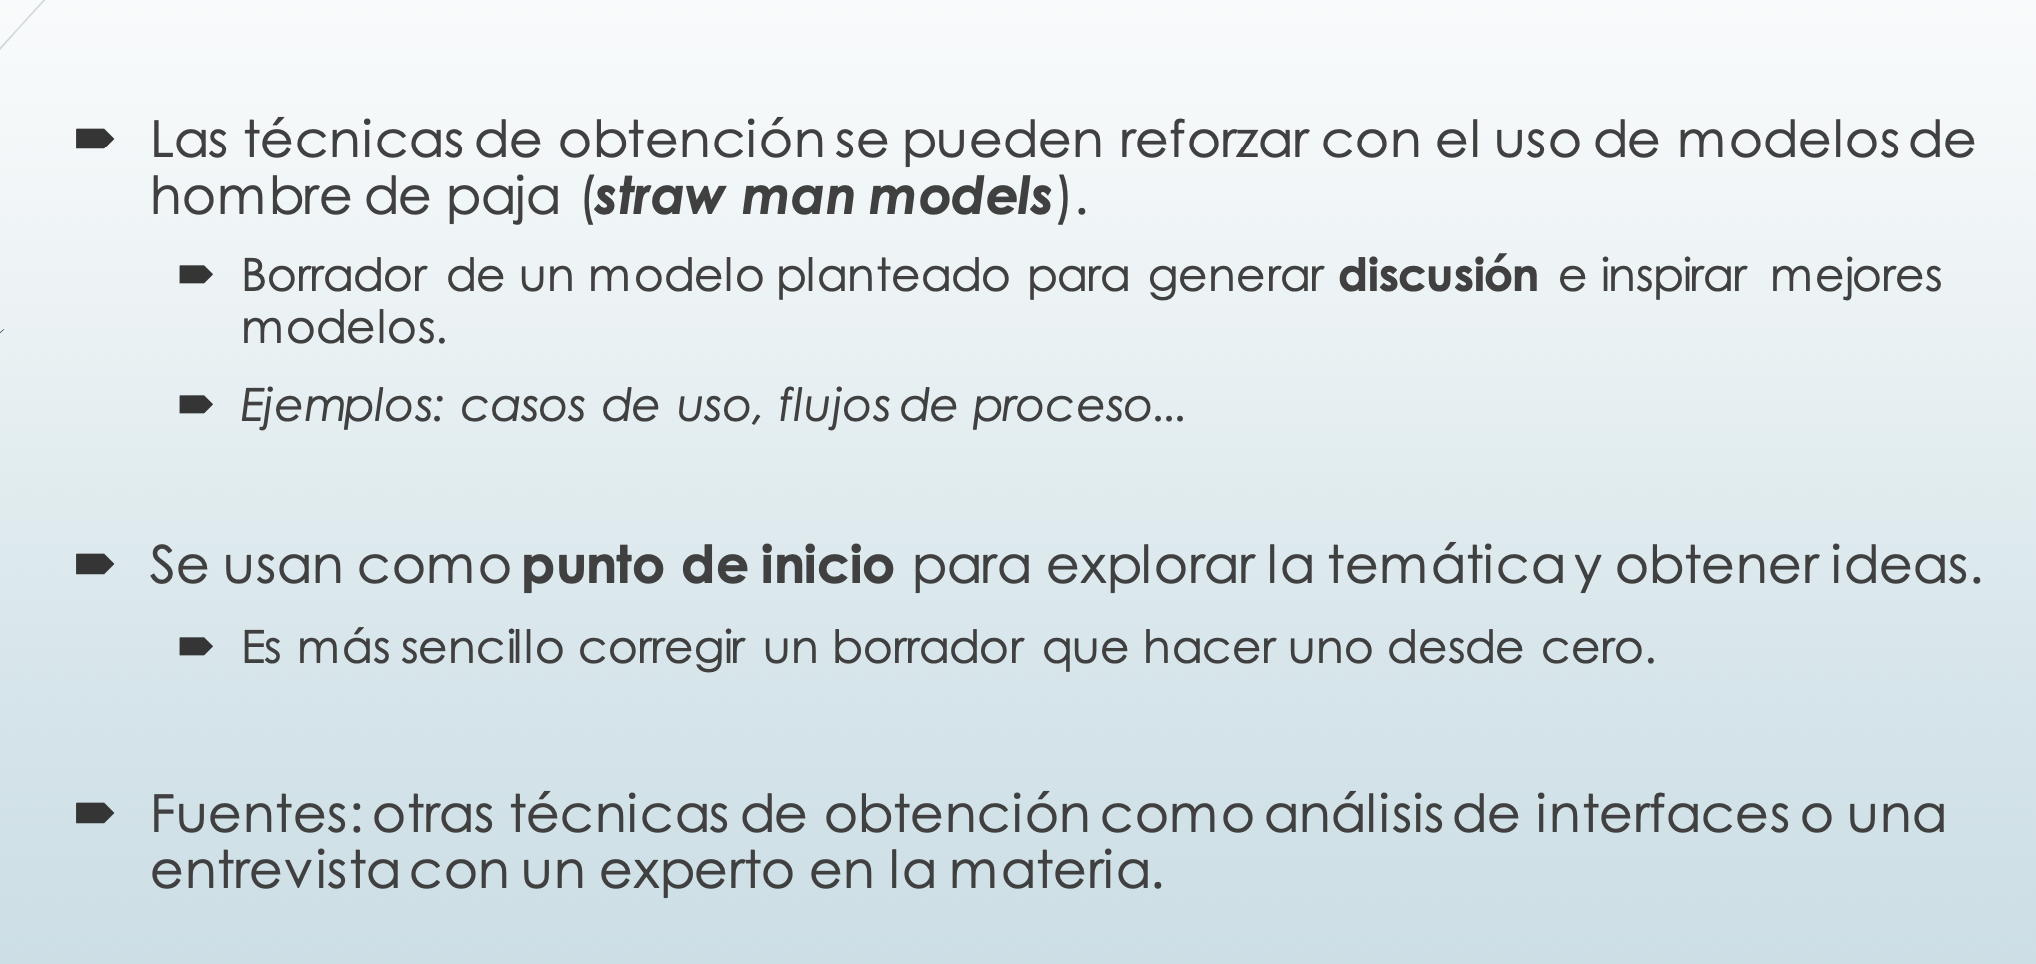 Las técnicas de obtención se pueden reforzar con el uso de modelos de
hombre de paja (straw man models).
Borrador de un modelo planteado para generar discusión e inspirar mejores
modelos.
Ejemplos: casos de uso, flujos de proceso...
Se usan como punto de inicio para explorar la temática y obtener ideas.
Es más sencillo corregir un borrador que hacer uno desde cero.
Fuentes: otras técnicas de obtención como análisis de interfaces o una
entrevista con un experto en la materia.